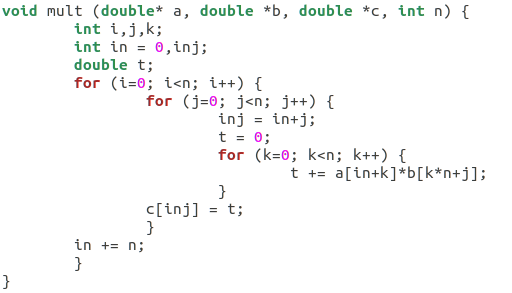 void mult (double* a, double *b, double *c, int n) {
        int i,j,k;
        int in = 0,inj;
        double t;
        for (i=0; i<n; i++) {
                for (j=0; j<n; j++) {
                        inj = in+j;
                        t = 0;
                        for (k=0; k<n; k++) {
                                t += a[in+k]*b[k*n+j];
                        }
                c[inj] = t;
                }
        in += n;
        }
}